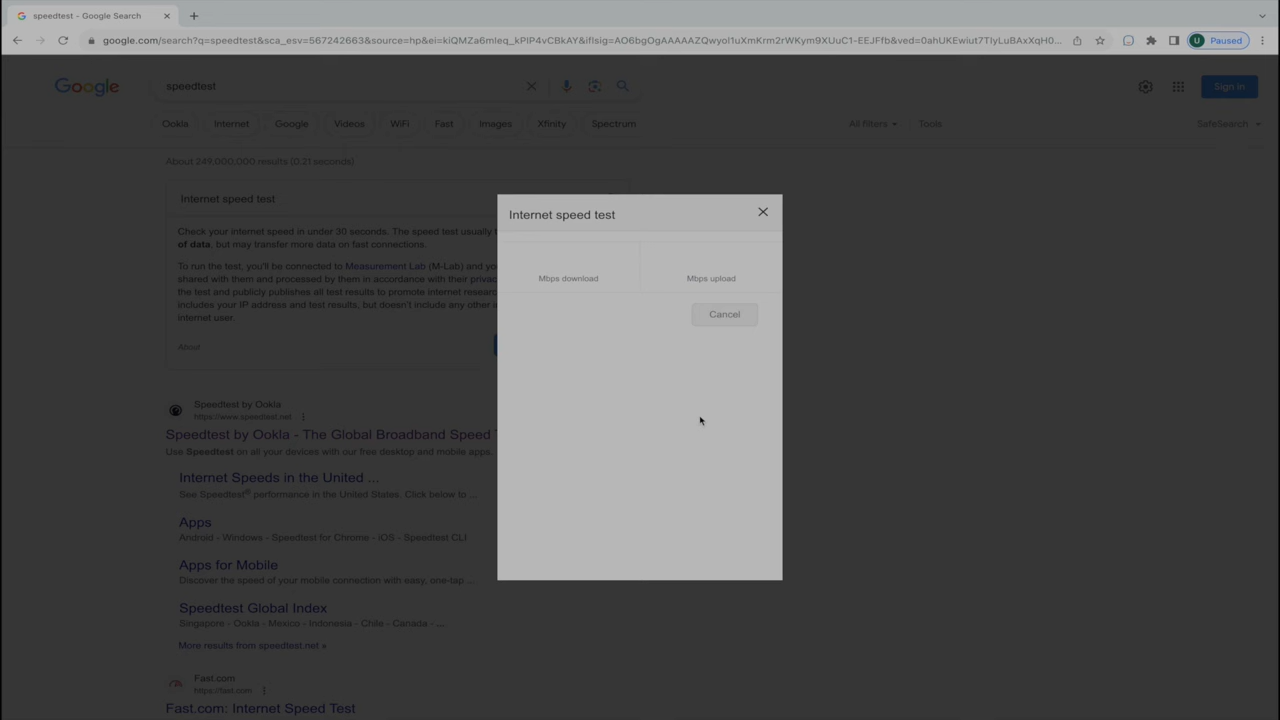 speedtest - Google Search
google.com/search?q=speedtest&sca_esv=567242663&source=hp&ei=kiQMZa6mleq_kPIP4vCBkAY&iflsig=AO6bgOgAAAAAZQwyol1uXmKrm2rWKym9XUuC1-EEJFfb&ved=0ahUKEwiut7TIyLuBAxXqH0...
U Paused
Google
speedtest
Sign in
Ookla Internet Google Videos WiFi Fast Images Xfinity Spectrum All filters Tools SafeSearch
About 249,000,000 results (0.21 seconds)
Internet speed test
Check your internet speed in under 30 seconds. The speed test usually
of data, but may transfer more data on fast connections.
To run the test, you'll be connected to Measurement Lab (M-Lab) and
shared with them and processed by them in accordance with their
the test and publicly publishes all test results to promote internet
includes your IP address and test results, but doesn't include any other
internet user.
About
Internet speed test
Mbps download
Mbps upload
Cancel
Speedtest by Ookla
https://www.speedtest.net
Speedtest by Ookla - The Global Broadband Speed
Use Speedtest on all your devices with our free desktop and mobile apps.
Internet Speeds in the United ...
See Speedtest® performance in the United States. Click below to ...
Apps
Android - Windows - Speedtest for Chrome - iOS - Speedtest CLI
Apps for Mobile
Discover the speed of your mobile connection with easy, one-tap ...
Speedtest Global Index
Singapore - Ookla - Mexico - Indonesia - Chile - Canada - ...
More results from speedtest.net »
Fast.com
https://fast.com
Fast.com: Internet Speed Test